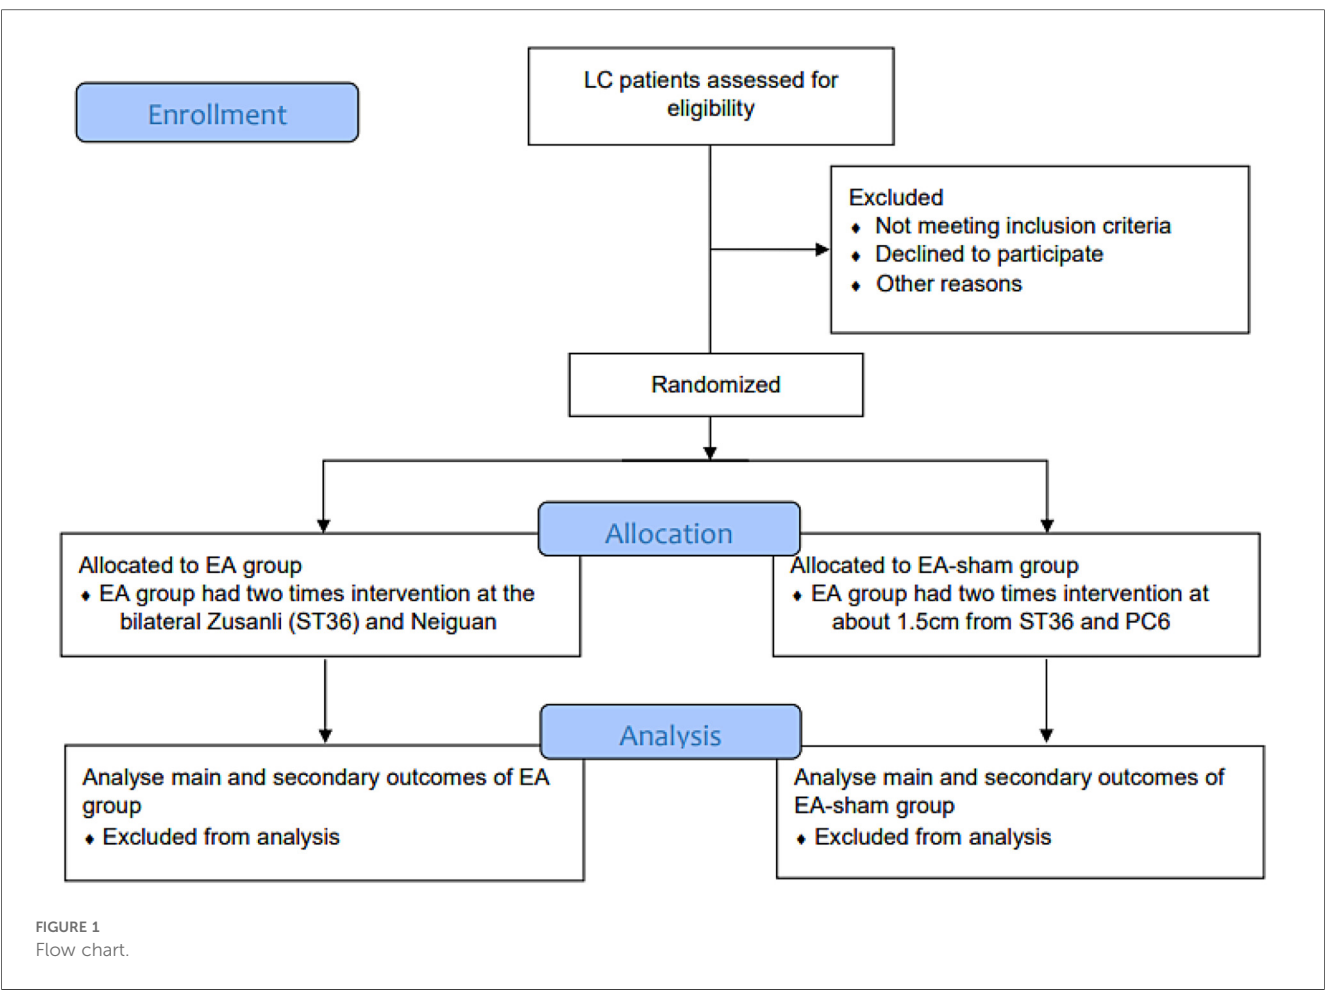 Enrollment
LC patients assessed for
eligibility
Excluded
♦ Not meeting inclusion criteria
♦ Declined to participate
♦ Other reasons
Randomized
Allocation
Allocated to EA group
♦ EA group had two times intervention at the
bilateral Zusanli (ST36) and Neiguan
Allocated to EA-sham group
♦ EA group had two times intervention at
about 1.5cm from ST36 and PC6
Analysis
Analyse main and secondary outcomes of EA
group
♦ Excluded from analysis
Analyse main and secondary outcomes of
EA-sham group
♦ Excluded from analysis
FIGURE 1
Flow chart.